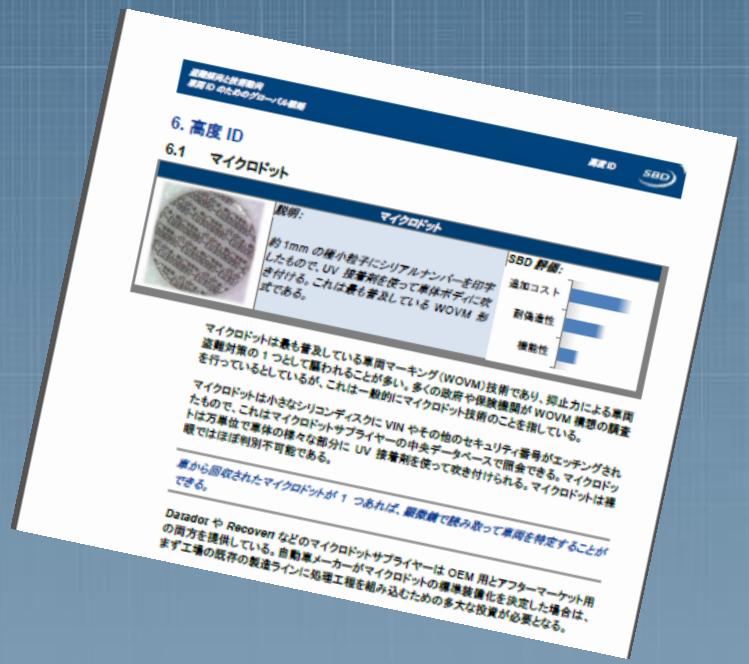 盗難傾向と技術動向
車両 ID のためのグローバル戦略
高度 ID
SBD
6. 高度 ID
6.1 マイクロドット
マイクロドット
説明:
約 1mm の極小粒子にシリアルナンバーを印字
したもので、UV 接着剤を使って車体ボディに吹
き付ける。これは最も普及している WOVM 形
式である。
SBD 評価:
追加コスト
耐偽造性
機能性
マイクロドットは最も普及している車両マーキング(WOVM)技術であり、抑止力による車両
盗難対策の 1 つとして謳われることが多い。多くの政府や保険機関が WOVM 構想の調査
を行っているとしているが、これは一般的にマイクロドット技術のことを指している。
マイクロドットは小さなシリコンディスクに VIN やその他のセキュリティ番号がエッチングされ
たもので、これはマイクロドットサプライヤーの中央データベースで照会できる。マイクロドッ
トは万単位で車体の様々な部分に UV 接着剤を使って吹き付けられる。マイクロドットは裸
眼ではほぼ判別不可能である。
車から回収されたマイクロドットが 1 つあれば、顕微鏡で読み取って車両を特定することが
できる。
Datador や Recoveri などのマイクロドットサプライヤーは OEM 用とアフターマーケット用
の両方を提供している。自動車メーカーがマイクロドットの標準装備化を決定した場合は、
まず工場の既存の製造ラインに処理工程を組み込むための多大な投資が必要となる。